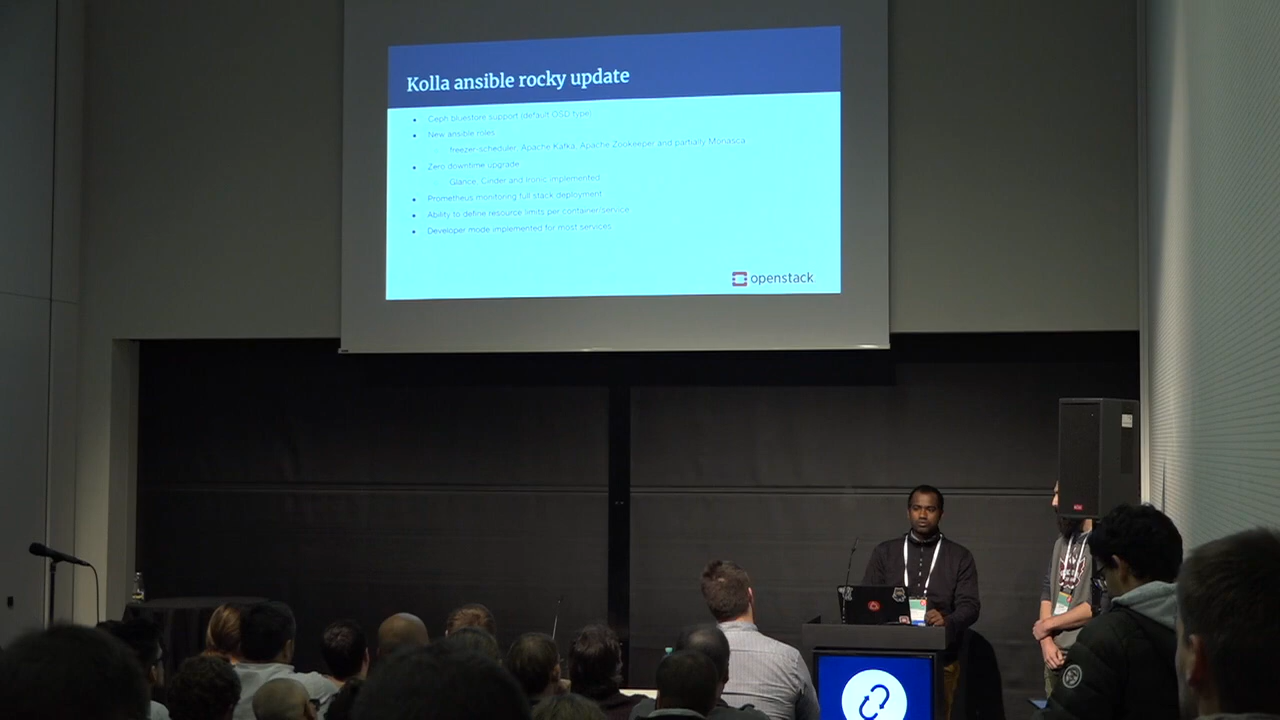 Kolla ansible rocky update
Ceph bluestore support (default OSD type)
New ansible roles
freezer-scheduler, Apache Kafka, Apache Zookeeper and partially Monasca
Zero downtime upgrade
Glance, Cinder and Ironic implemented
Prometheus monitoring full stack deployment
Ability to define resource limits per container/service
Developer mode implemented for most services
openstack